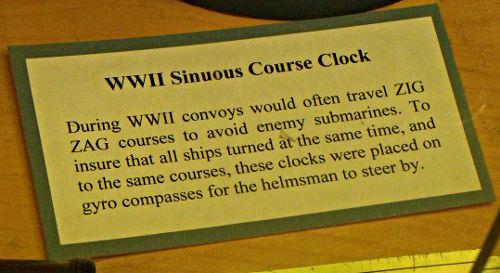 WWII Sinuous Course Clock
During WWII convoys would often travel ZIG
ZAG courses to avoid enemy submarines. To
insure that all ships turned at the same time, and
to the same courses, these clocks were placed on
gyro compasses for the helmsman to steer by.